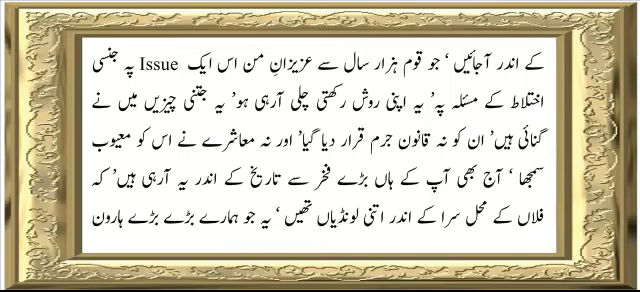 کے اندر آجائیں ‘ جو قوم ہزار سال سے عزیزانِ من اس ایک Issue پہ جنسی
اختلاط کے مسئلہ پہ’ یہ اپنی روش رکھتی چلی آرہی ہو’ یہ جتنی چیزیں میں نے
گنائی ہیں’ ان کو نہ قانون جرم قرار دیا گیا’ اور نہ معاشرے نے اس کو معیوب
سمجھا ‘ آج بھی آپ کے ہاں بڑے فخر سے تاریخ کے اندر یہ آرہی ہیں’ کہ
فلاں کے محل سرا کے اندر اتنی لونڈیاں تھیں ‘ یہ جو ہمارے بڑے بڑے ہارون